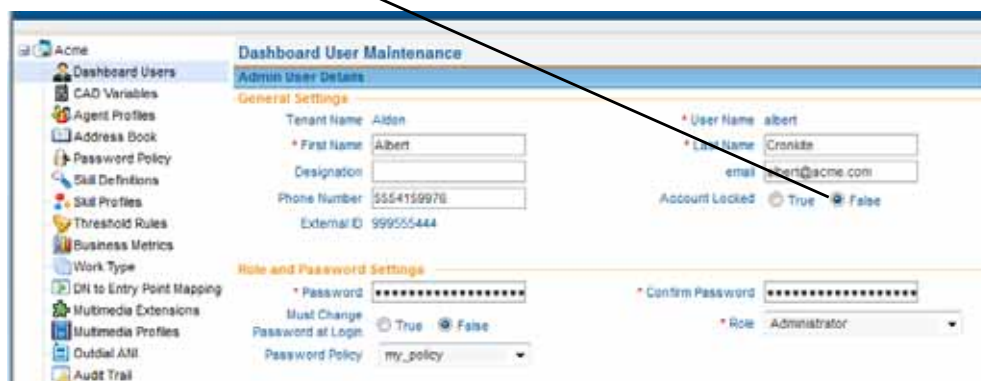 Acme
Dashboard Users
CAD Variables
Agent Profiles
Address Book
Password Policy
Skill Definitions
Skill Profiles
Threshold Rules
Business Metrics
Work Type
DN to Entry Point Mapping
Multimedia Extensions
Multimedia Profiles
Outdial ANI
Audit Trail
Dashboard User Maintenance
Admin User Details
General Settings
Tenant Name Aldon * User Name albert
* First Name Albert * Last Name Cronkite
Designation email albert@acme.com
Phone Number 5554159976 Account Locked True False
External ID 999555444
Role and Password Settings
* Password ****************** * Confirm Password ******************
Must Change
Password at Login True False * Role Administrator
Password Policy my_policy